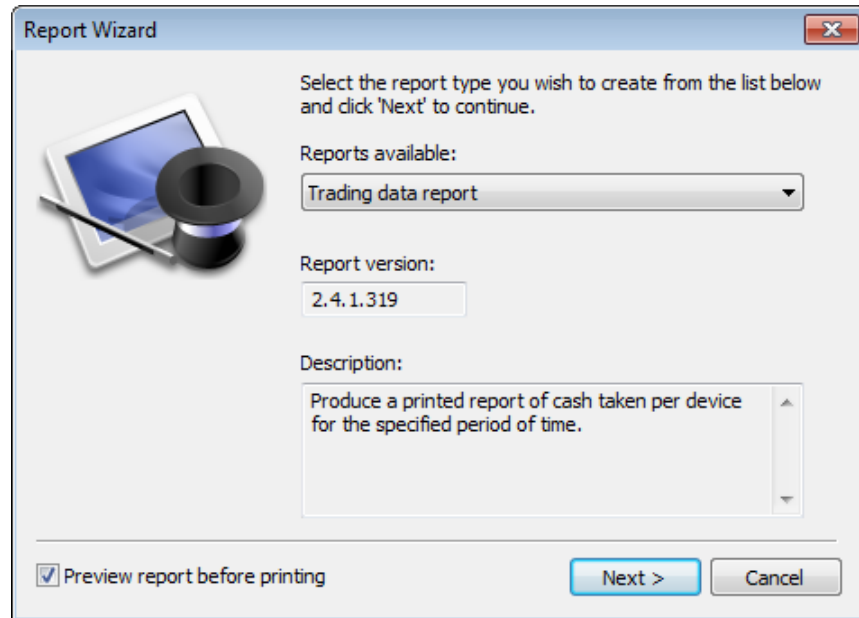 Report Wizard
Select the report type you wish to create from the list below
and click 'Next' to continue.
Reports available:
Trading data report
Report version:
2.4.1.319
Description:
Produce a printed report of cash taken per device
for the specified period of time.
Preview report before printing
Next >
Cancel